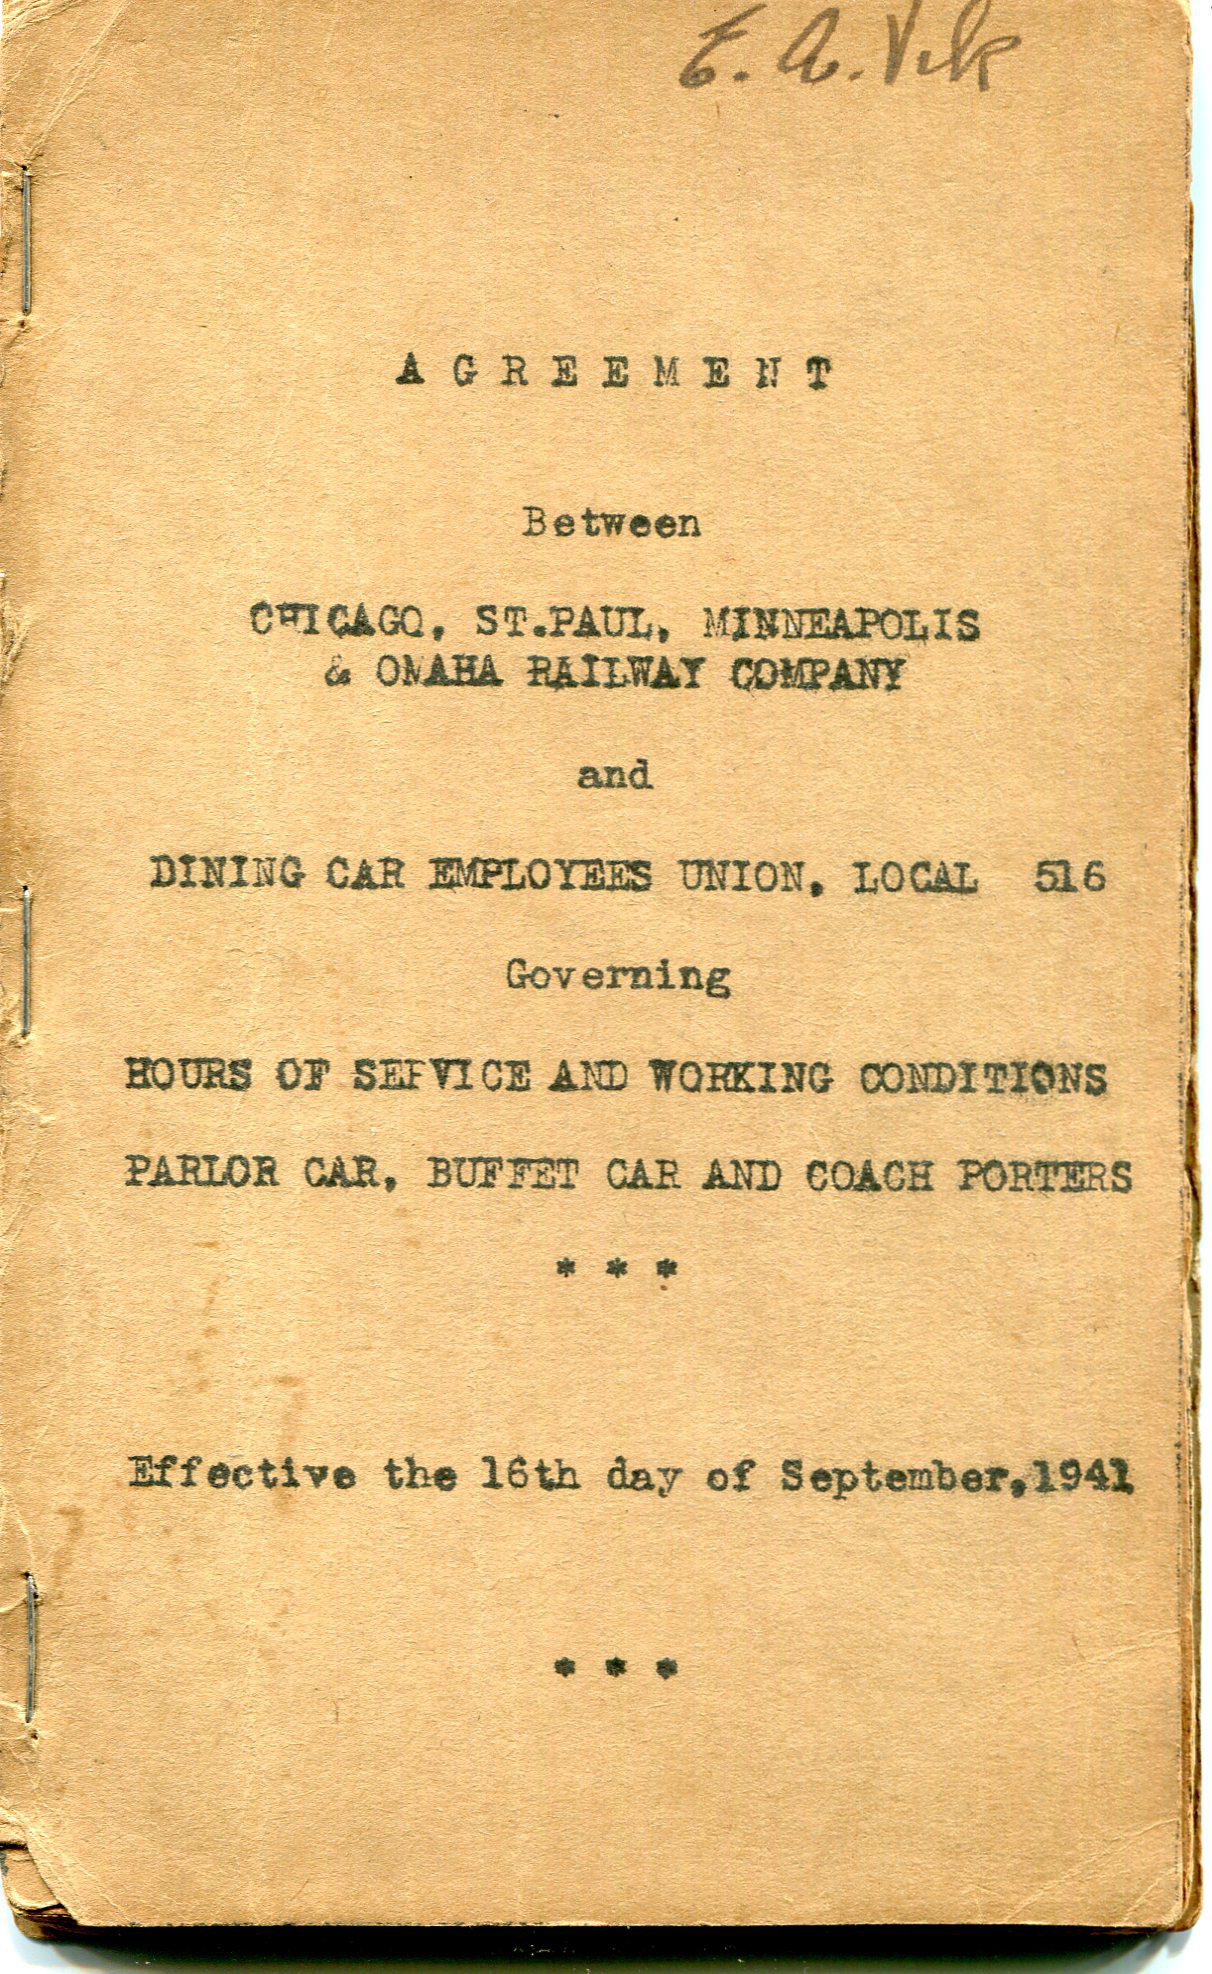 E. A. Vik
A G R E E M E N T
Between
CHICAGO, ST.PAUL, MINNEAPOLIS
& OMAHA RAILWAY COMPANY
and
DINING CAR EMPLOYEES UNION, LOCAL 516
Governing
HOURS OF SERVICE AND WORKING CONDITIONS
PARLOR CAR, BUFFET CAR AND COACH PORTERS
* * *
Effective the 16th day of September,1941
* * *